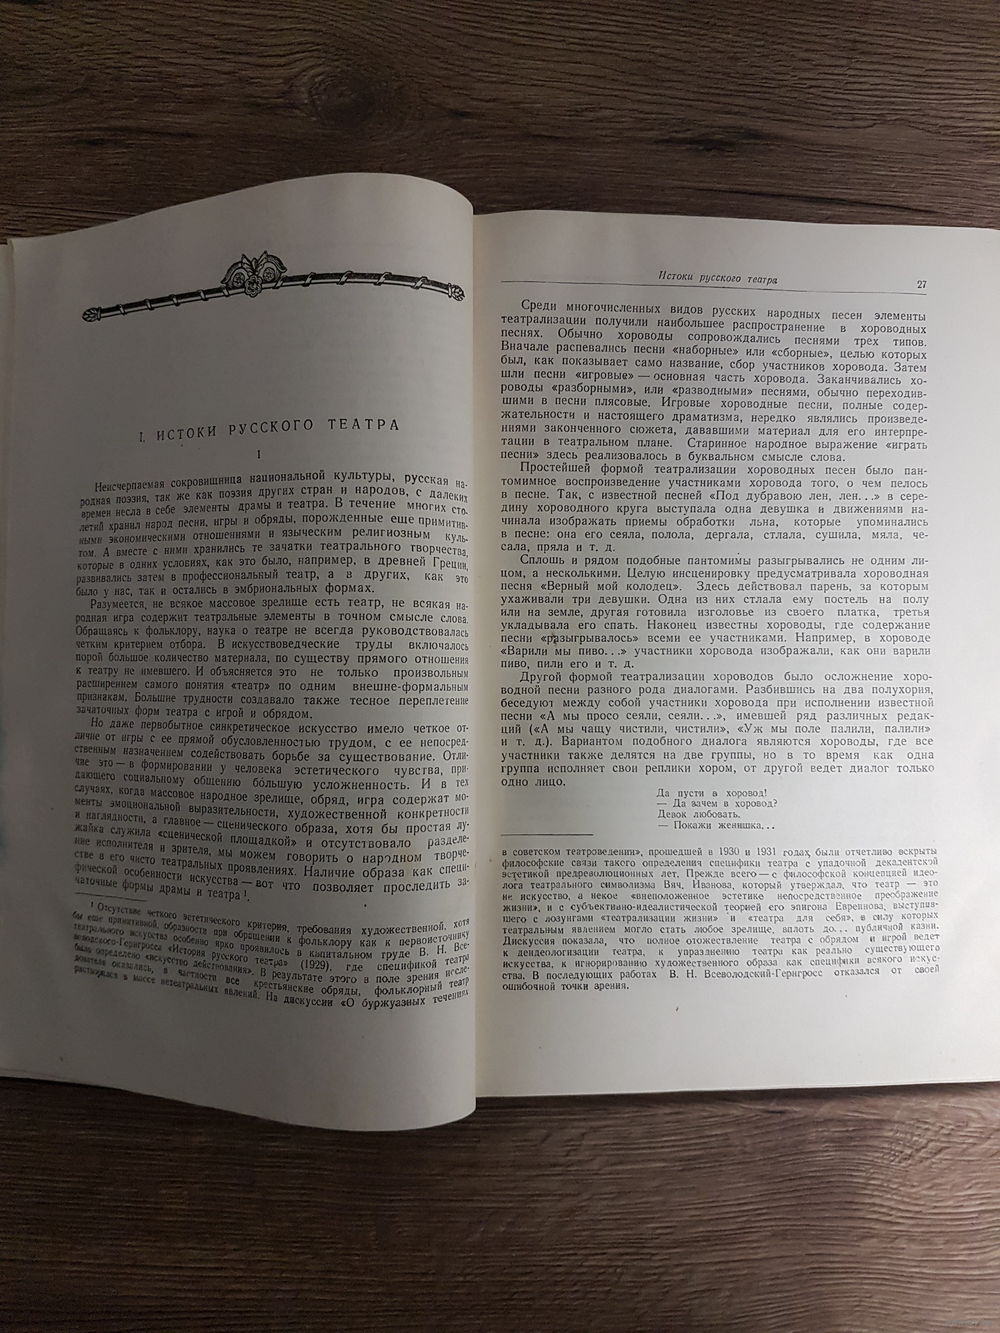 I. ИСТОКИ РУССКОГО ТЕАТРА
I
Неисчерпаемая сокровищница национальной культуры, русская на-
родная поэзия, так же как поэзия других стран и народов, с далеких
времен несла в себе элементы драмы и театра. В течение многих сто-
летий хранил народ песни, игры и обряды, порожденные еще примитив-
ными экономическими отношениями и языческим религиозным куль-
том. А вместе с ними хранились те зачатки театрального творчества,
которые в одних условиях, как это было, например, в древней Греции,
развивались затем в профессиональный театр, а в других, как это
было у нас, так и остались в эмбриональных формах.
Разумеется, не всякое массовое зрелище есть театр, не всякая на-
родная игра содержит театральные элементы в точном смысле слова.
Обращаясь к фольклору, наука о театре не всегда руководствовалась
четким критерием отбора. В искусствоведческие труды включалось
порой большое количество материала, по существу прямого отношения
к театру не имевшего. И объясняется это не только произвольным
расширением самого понятия «театр» по одним внешне-формальным
признакам. Большие трудности создавало также тесное переплетение
зачаточных форм театра с игрой и обрядом.
Но даже первобытное синкретическое искусство имело четкое от-
личие от игры с ее прямой обусловленностью трудом, с ее непосред-
ственным назначением содействовать борьбе за существование. Отли-
чие это — в формировании у человека эстетического чувства, при-
дающего социальному общению бо́льшую усложненность. И в тех
случаях, когда массовое народное зрелище, обряд, игра содержат мо-
менты эмоциональной выразительности, художественной конкретности
и наглядности, а главное — сценического образа, хотя бы простая лу-
жайка служила «сценической площадкой» и отсутствовало разделе-
ние исполнителя и зрителя, мы можем говорить о народном творче-
стве в его чисто театральных проявлениях. Наличие образа как специ-
фической особенности искусства — вот что позволяет проследить за-
чаточные формы драмы и театра ¹.
¹ Отсутствие четкого эстетического критерия, требования художественной, хотя
бы еще примитивной, образности при обращении к фольклору как к первоисточнику
театрального искусства особенно ярко проявилось в капитальном труде В. Н. Все-
володского-Гернгросса «История русского театра» (1929), где спецификой театра
было определено «искусство действования». В результате этого в поле зрения иссле-
дователя оказались, в частности все крестьянские обряды, фольклорный театр
растворился в массе нетеатральных явлений. На дискуссии «О буржуазных течениях
Истоки русского театра 27
Среди многочисленных видов русских народных песен элементы
театрализации получили наибольшее распространение в хороводных
песнях. Обычно хороводы сопровождались песнями трех типов.
Вначале распевались песни «наборные» или «сборные», целью которых
был, как показывает само название, сбор участников хоровода. Затем
шли песни «игровые» — основная часть хоровода. Заканчивались хо-
роводы «разборными», или «разводными» песнями, обычно переходив-
шими в песни плясовые. Игровые хороводные песни, полные содер-
жательности и настоящего драматизма, нередко являлись произведе-
ниями законченного сюжета, дававшими материал для его интерпре-
тации в театральном плане. Старинное народное выражение «играть
песни» здесь реализовалось в буквальном смысле слова.
Простейшей формой театрализации хороводных песен было пан-
томимное воспроизведение участниками хоровода того, о чем пелось
в песне. Так, с известной песней «Под дубравою лен, лен...» в сере-
дину хороводного круга выступала одна девушка и движениями на-
чинала изображать приемы обработки льна, которые упоминались
в песне: она его сеяла, полола, дергала, стлала, сушила, мяла, че-
сала, пряла и т. д.
Сплошь и рядом подобные пантомимы разыгрывались не одним ли-
цом, а несколькими. Целую инсценировку предусматривала хороводная
песня «Верный мой колодец». Здесь действовал парень, за которым
ухаживали три девушки. Одна из них стлала ему постель на полу
или на земле, другая готовила изголовье из своего платка, третья
укладывала его спать. Наконец известны хороводы, где содержание
песни «разыгрывалось» всеми ее участниками. Например, в хороводе
«Варили мы пиво...» участники хоровода изображали, как они варили
пиво, пили его и т. д.
Другой формой театрализации хороводов было осложнение хоро-
водной песни разного рода диалогами. Разбившись на два полухория,
беседуют между собой участники хоровода при исполнении известной
песни «А мы просо сеяли, сеяли...», имевшей ряд различных редак-
ций («А мы чащу чистили, чистили», «Уж мы поле палили, палили»
и т. д.). Вариантом подобного диалога являются хороводы, где все
участники также делятся на две группы, но в то время как одна
группа исполняет свои реплики хором, от другой ведет диалог только
одно лицо.
Да пусти в хоровод!
— Да зачем в хоровод?
Девок любовать.
— Покажи женишка...
в советском театроведении», прошедшей в 1930 и 1931 годах, были отчетливо вскрыты
философские связи такого определения специфики театра с упадочной декадентской
эстетикой предреволюционных лет. Прежде всего — с философской концепцией идео-
лога театрального символизма Вяч. Иванова, который утверждал, что театр — это
не искусство, а некое «внеположенное эстетике непосредственное преображение
жизни», и с субъективно-идеалистической теорией его эпигона Евреинова, выступив-
шего с лозунгами «театрализации жизни» и «театра для себя», в силу которых
театральным явлением могло стать любое зрелище, вплоть до... публичной казни.
Дискуссия показала, что полное отожествление театра с обрядом и игрой ведет
к деидеологизации театра, к упразднению театра как реально существующего
искусства, к игнорированию художественного образа как специфики всякого искус-
ства. В последующих работах В. Н. Всеволодский-Гернгросс отказался от своей
ошибочной точки зрения.